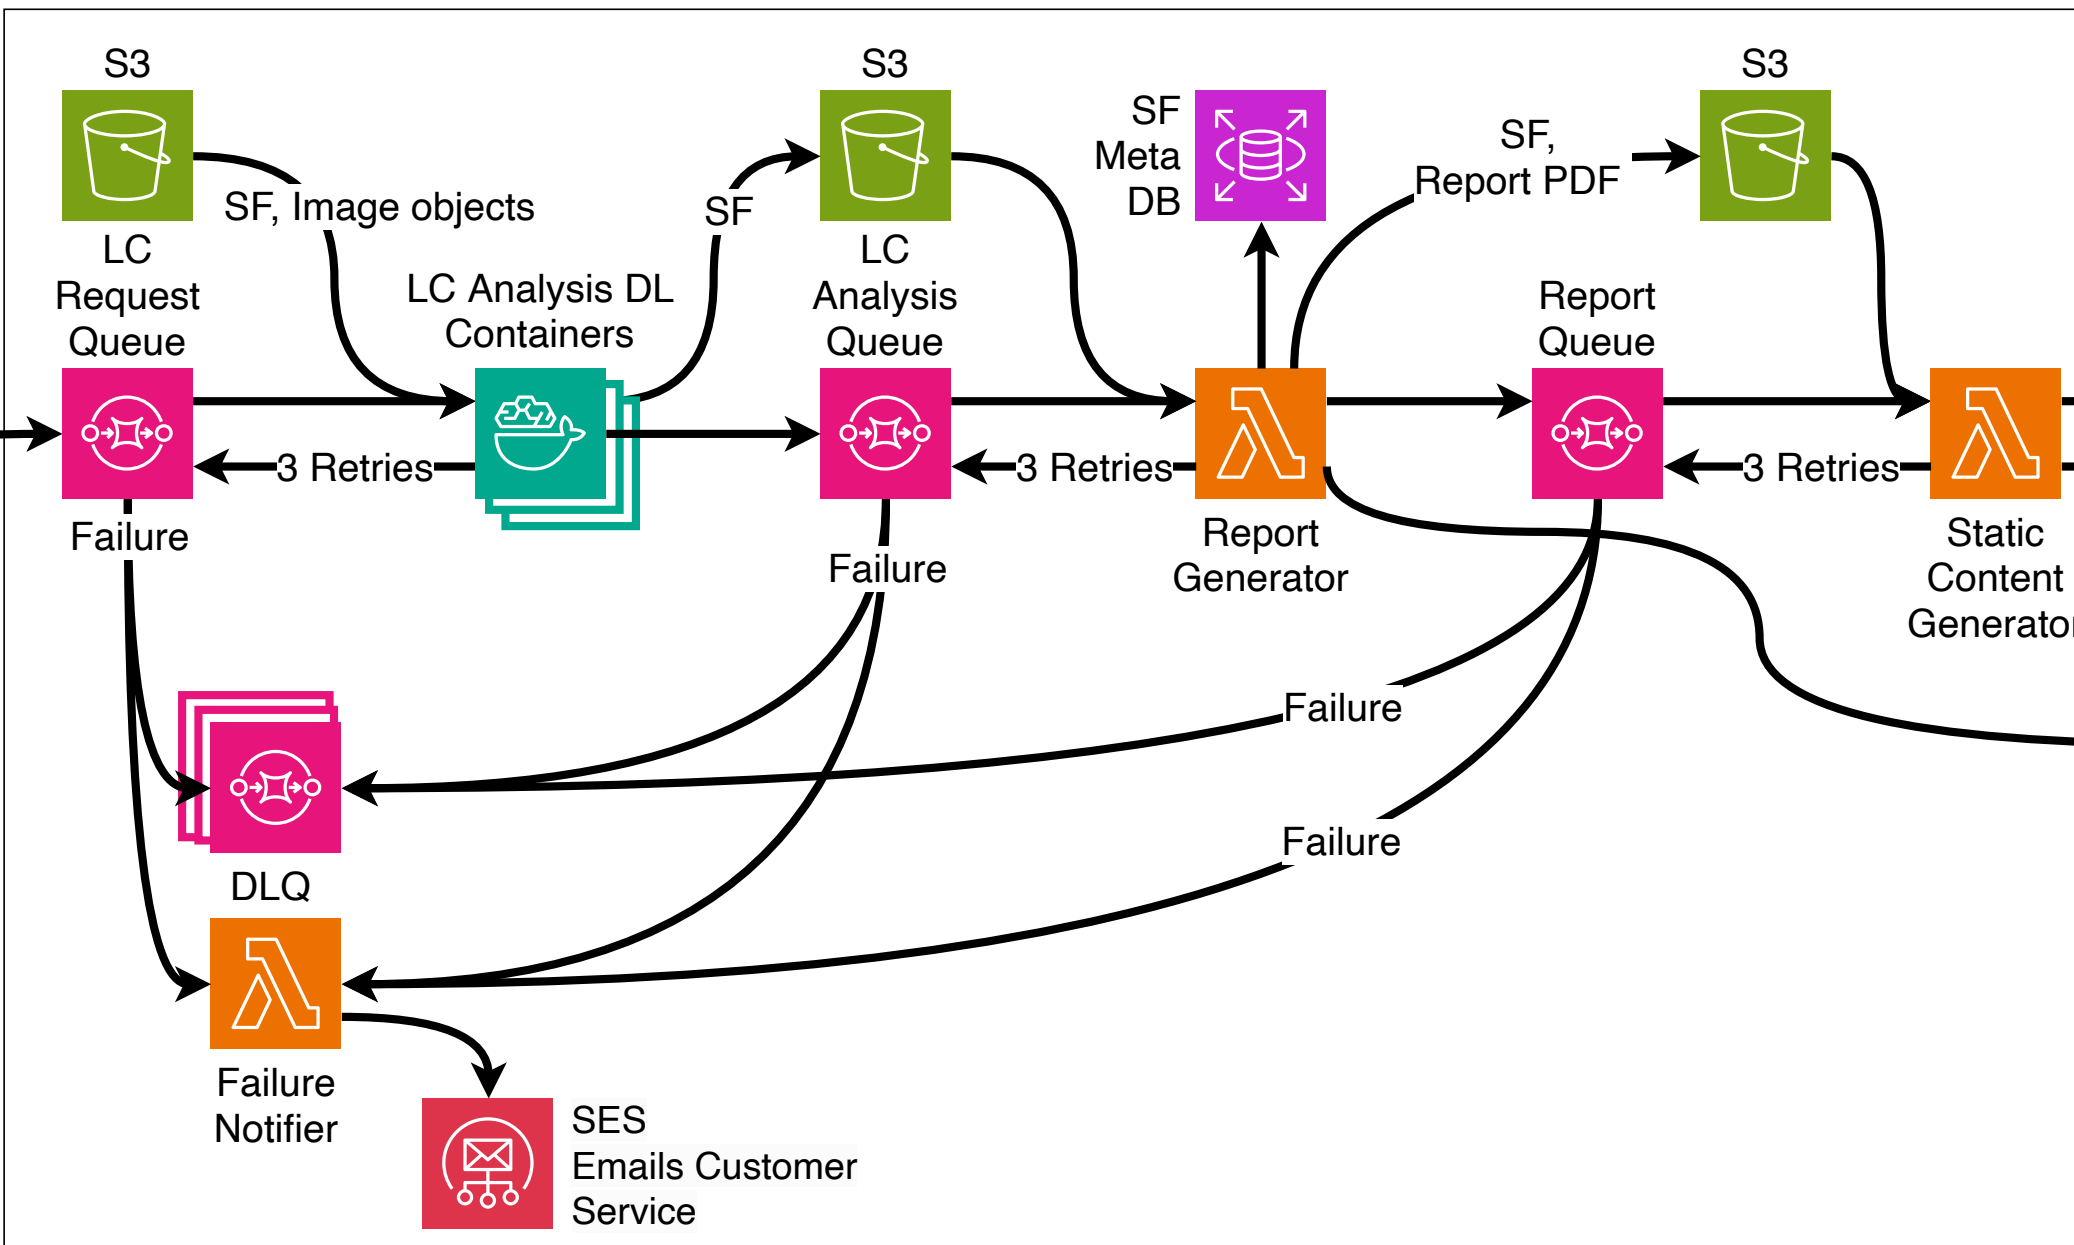 S3
S3
S3
SF
Meta
DB
SF,
Report PDF
SF, Image objects
SF
LC
Request
Queue
LC Analysis DL
Containers
LC
Analysis
Queue
Report
Queue
3 Retries
3 Retries
3 Retries
Failure
Failure
Report
Generator
Static
Content
Generator
Failure
Failure
DLQ
Failure
Notifier
SES
Emails Customer
Service